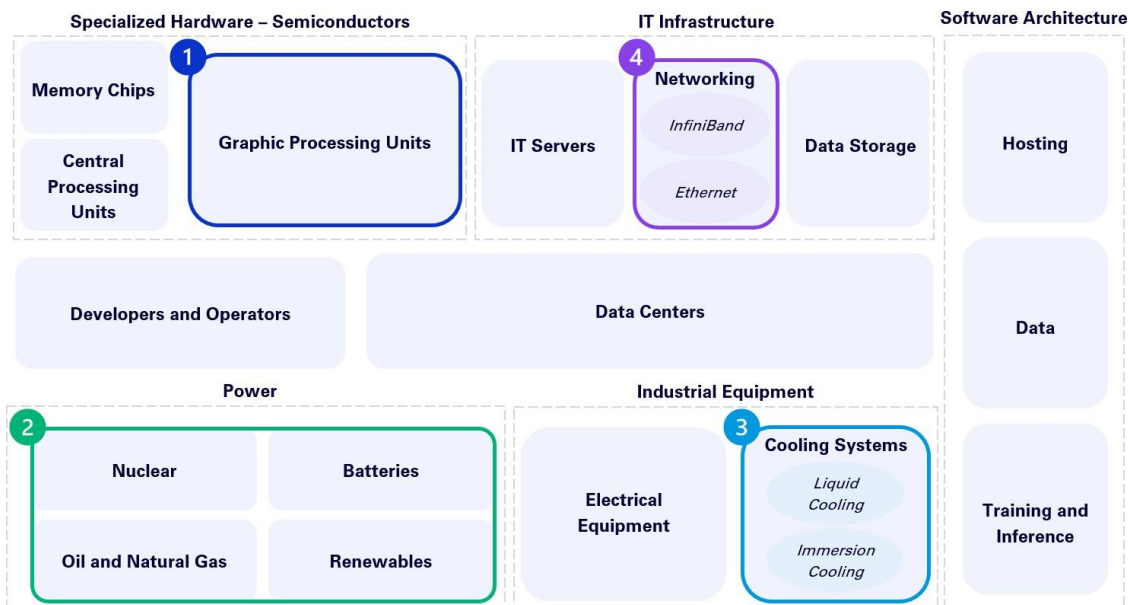 Specialized Hardware – Semiconductors
IT Infrastructure
Software Architecture
1
4
Memory Chips
Graphic Processing Units
Central
Processing
Units
IT Servers
Networking
InfiniBand
Ethernet
Data Storage
Hosting
Developers and Operators
Data Centers
Data
Power
Industrial Equipment
2
Nuclear
Batteries
Oil and Natural Gas
Renewables
Electrical
Equipment
3
Cooling Systems
Liquid
Cooling
Immersion
Cooling
Training and
Inference